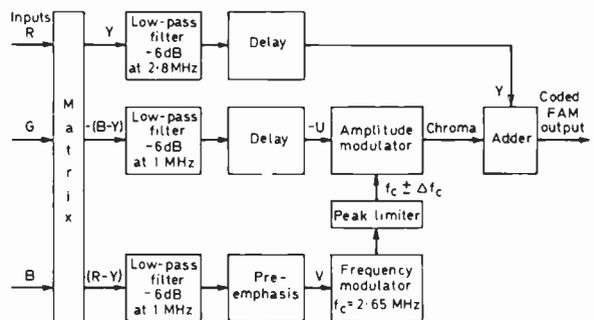 Inputs
R
Y
Low-pass
filter
-6dB
at 2·8MHz
Delay
Y
Matrix
G
-(B-Y)
Low-pass
filter
-6dB
at 1 MHz
Delay
-U
Amplitude
modulator
Chroma
Adder
Coded
FAM
output
fc ± Δfc
Peak limiter
B
(R-Y)
Low-pass
filter
-6dB
at 1 MHz
Pre-
emphasis
V
Frequency
modulator
fc=2·65 MHz